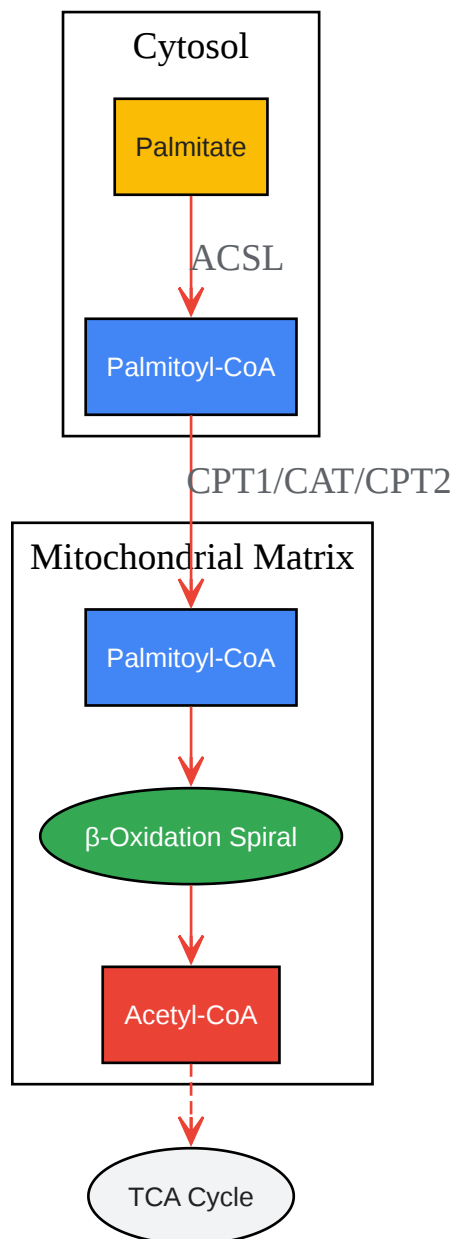 Cytosol
Palmitate
ACSL
Palmitoyl-CoA
CPT1/CAT/CPT2
Mitochondrial Matrix
Palmitoyl-CoA
β-Oxidation Spiral
Acetyl-CoA
TCA Cycle